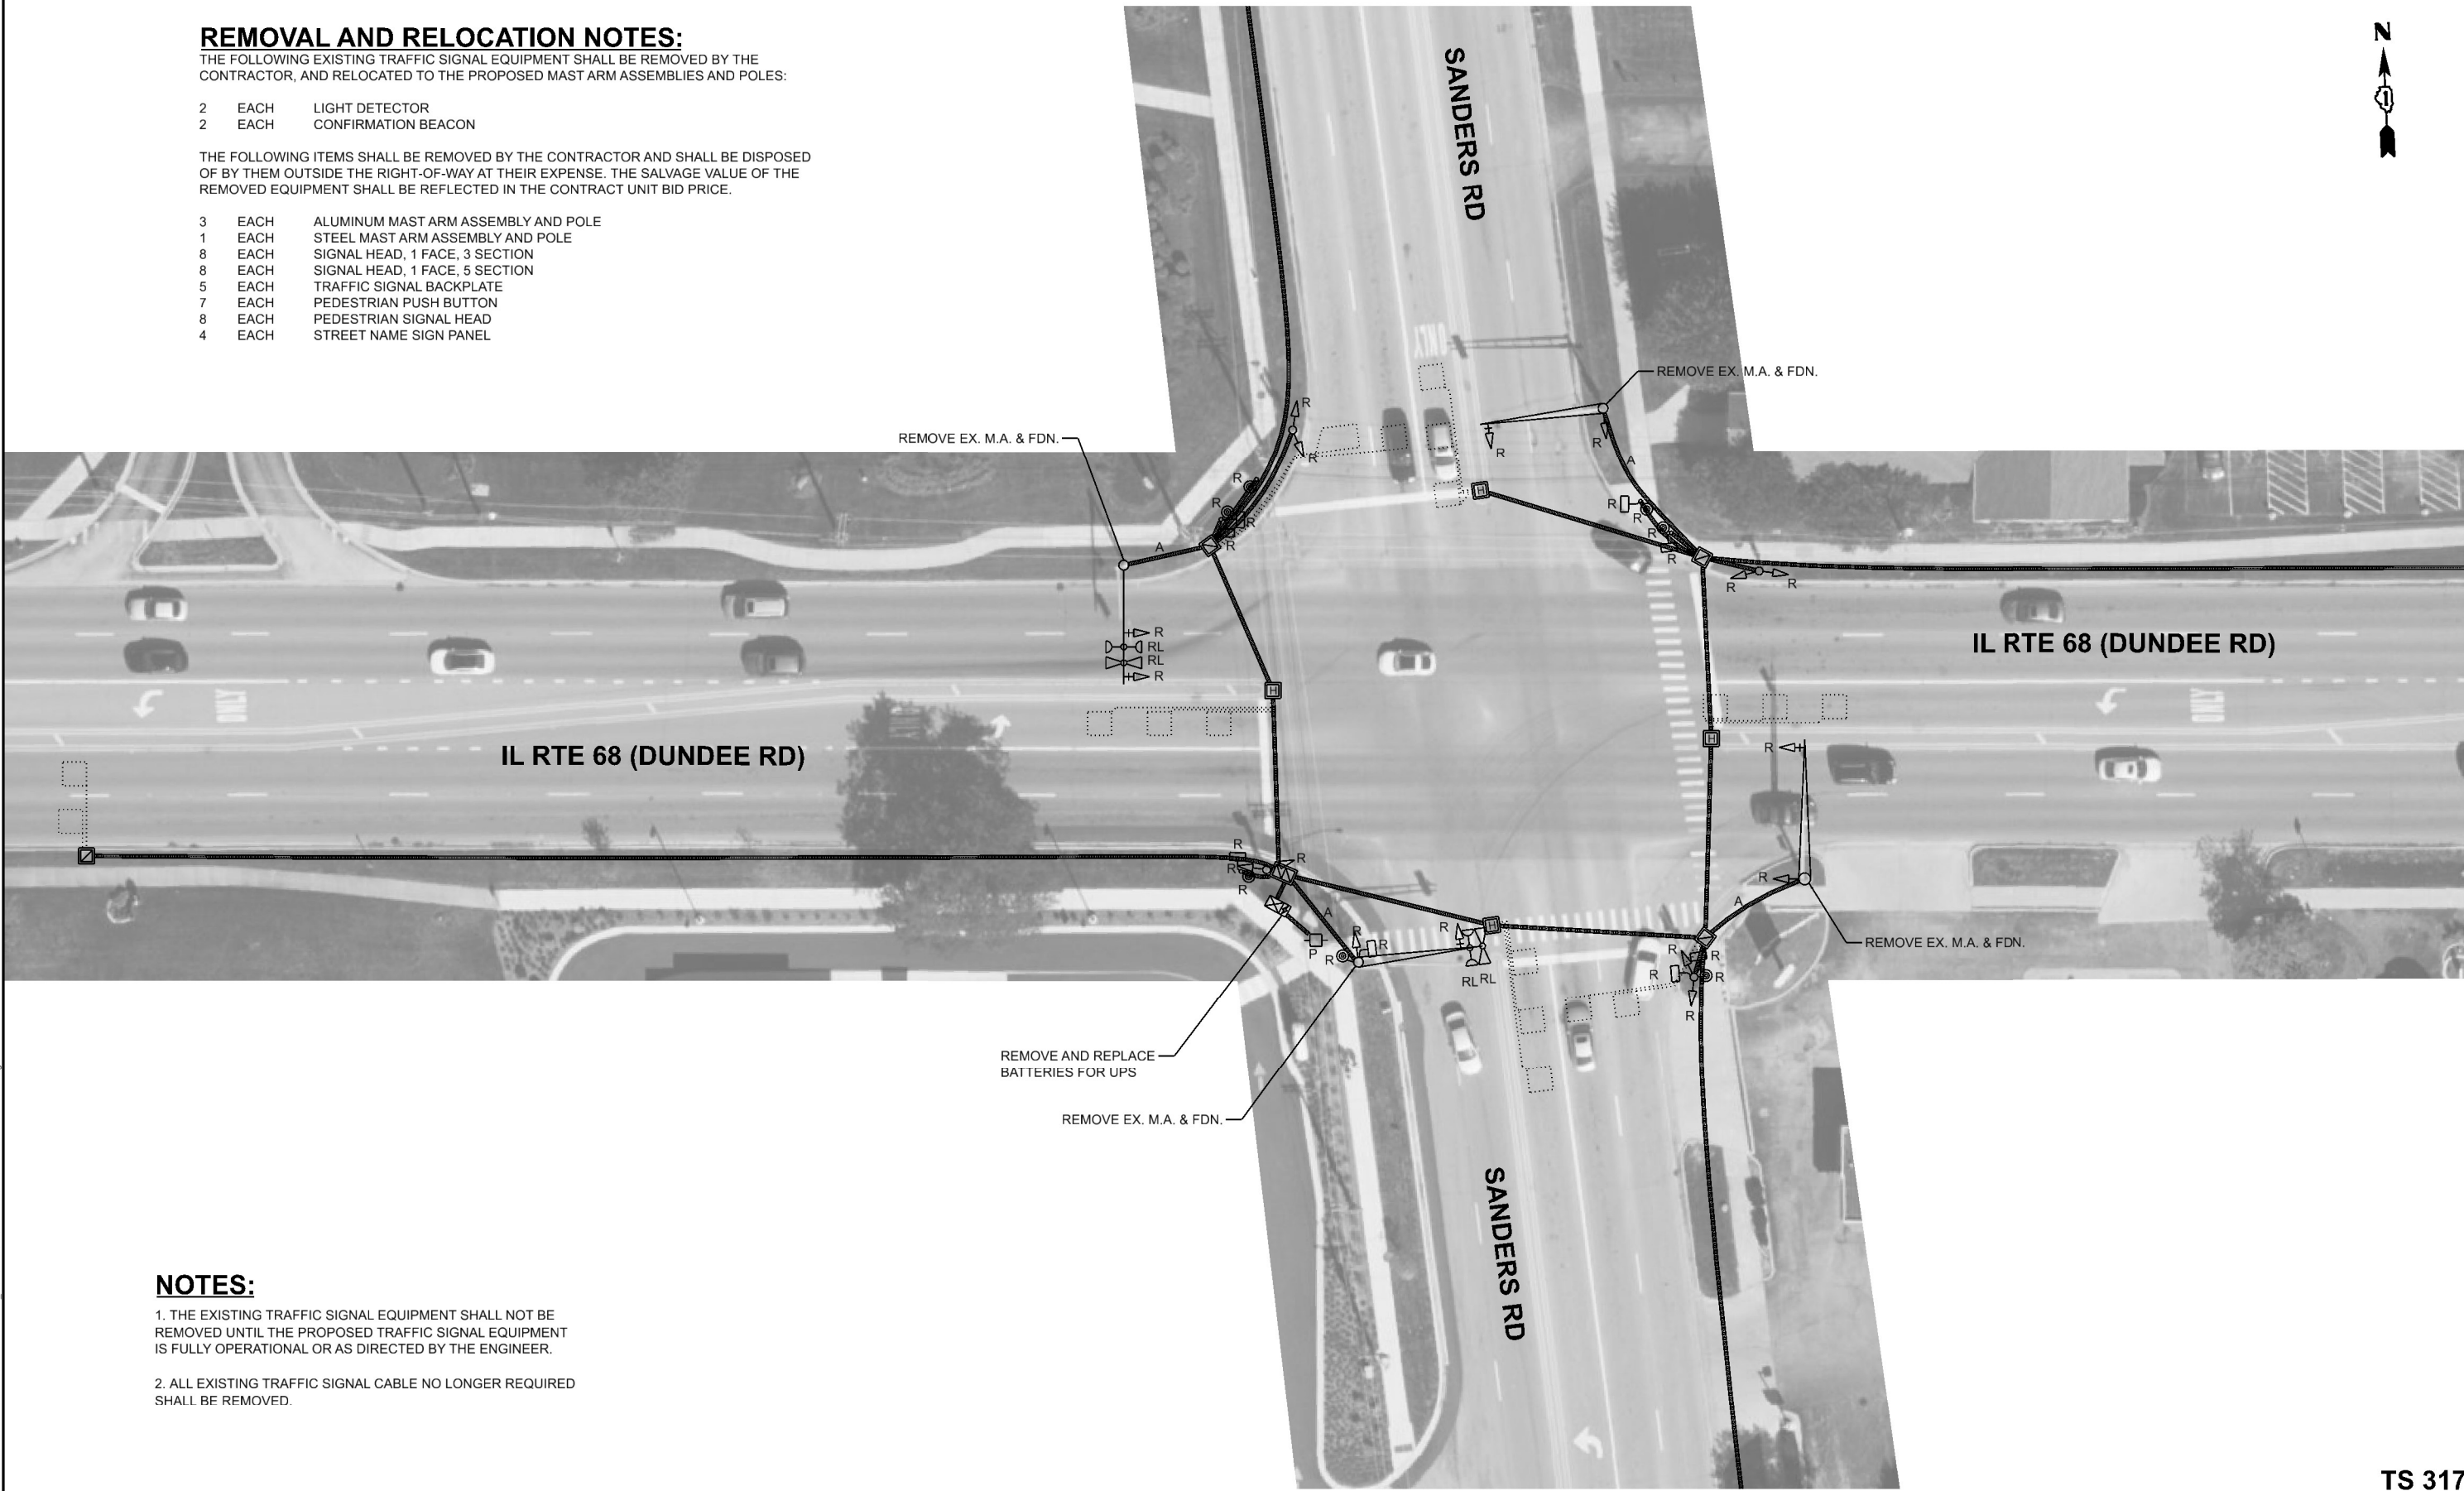 REMOVAL AND RELOCATION NOTES:
THE FOLLOWING EXISTING TRAFFIC SIGNAL EQUIPMENT SHALL BE REMOVED BY THE
CONTRACTOR, AND RELOCATED TO THE PROPOSED MAST ARM ASSEMBLIES AND POLES:
2 EACH LIGHT DETECTOR
2 EACH CONFIRMATION BEACON
THE FOLLOWING ITEMS SHALL BE REMOVED BY THE CONTRACTOR AND SHALL BE DISPOSED
OF BY THEM OUTSIDE THE RIGHT-OF-WAY AT THEIR EXPENSE. THE SALVAGE VALUE OF THE
REMOVED EQUIPMENT SHALL BE REFLECTED IN THE CONTRACT UNIT BID PRICE.
3 EACH ALUMINUM MAST ARM ASSEMBLY AND POLE
1 EACH STEEL MAST ARM ASSEMBLY AND POLE
8 EACH SIGNAL HEAD, 1 FACE, 3 SECTION
8 EACH SIGNAL HEAD, 1 FACE, 5 SECTION
5 EACH TRAFFIC SIGNAL BACKPLATE
7 EACH PEDESTRIAN PUSH BUTTON
8 EACH PEDESTRIAN SIGNAL HEAD
4 EACH STREET NAME SIGN PANEL
N
1
SANDERS RD
ONLY
REMOVE EX. M.A. & FDN.
REMOVE EX. M.A. & FDN.
R
R
R
R
A
R
R
R
R
A
H
R
R
R
R
R
R
R
R
RL
RL
R
IL RTE 68 (DUNDEE RD)
ONLY
ONLY
H
H
R
IL RTE 68 (DUNDEE RD)
R
R
R
R
A
R
A
P
R
R
R
R
H
RL RL
REMOVE EX. M.A. & FDN.
R
R
R
R
R
REMOVE AND REPLACE
BATTERIES FOR UPS
REMOVE EX. M.A. & FDN.
SANDERS RD
NOTES:
1. THE EXISTING TRAFFIC SIGNAL EQUIPMENT SHALL NOT BE
REMOVED UNTIL THE PROPOSED TRAFFIC SIGNAL EQUIPMENT
IS FULLY OPERATIONAL OR AS DIRECTED BY THE ENGINEER.
2. ALL EXISTING TRAFFIC SIGNAL CABLE NO LONGER REQUIRED
SHALL BE REMOVED.
TS 317